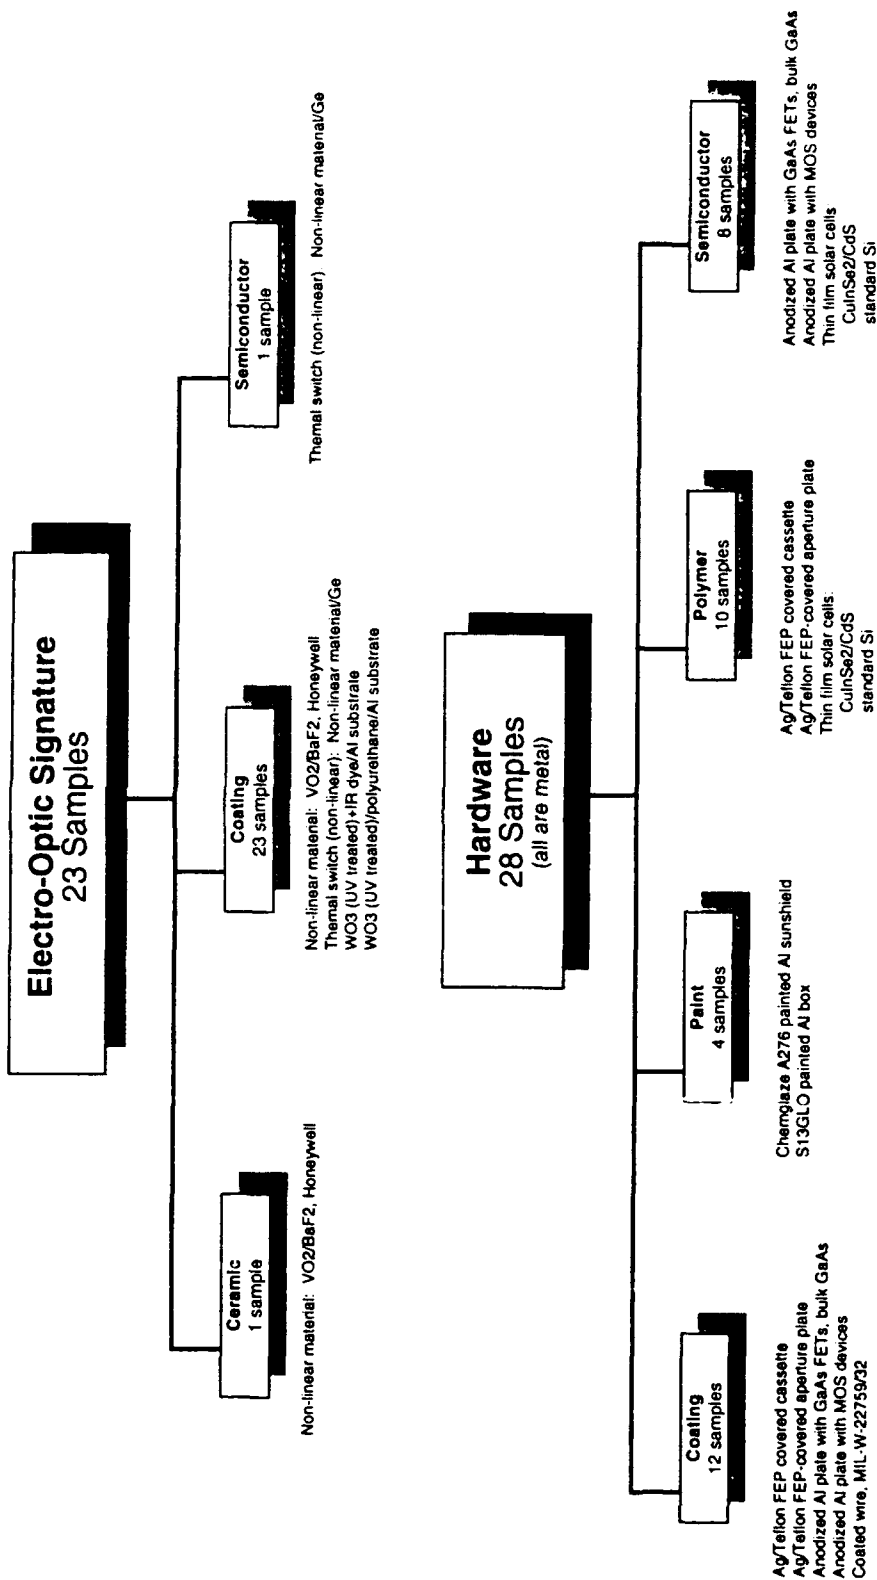 Electro-Optic Signature
23 Samples
Ceramic
1 sample
Non-linear material: VO2/BaF2, Honeywell
Coating
23 samples
Non-linear material: VO2/BaF2, Honeywell
Themal switch (non-linear): Non-linear material/Ge
WO3 (UV treated)+IR dye/Al substrate
WO3 (UV treated)/polyurethane/Al substrate
Semiconductor
1 sample
Themal switch (non-linear) Non-linear material/Ge
Hardware
28 Samples
(all are metal)
Coating
12 samples
Ag/Teflon FEP covered cassette
Ag/Teflon FEP-covered aperture plate
Anodized Al plate with GaAs FETs, bulk GaAs
Anodized Al plate with MOS devices
Coated wire, MIL-W-22759/32
Paint
4 samples
Chemglaze A276 painted Al sunshield
S13GLO painted Al box
Polymer
10 samples
Ag/Teflon FEP covered cassette
Ag/Teflon FEP-covered aperture plate
Thin film solar cells:
CuInSe2/CdS
standard Si
Semiconductor
8 samples
Anodized Al plate with GaAs FETs, bulk GaAs
Anodized Al plate with MOS devices
Thin film solar cells
CuInSe2/CdS
standard Si